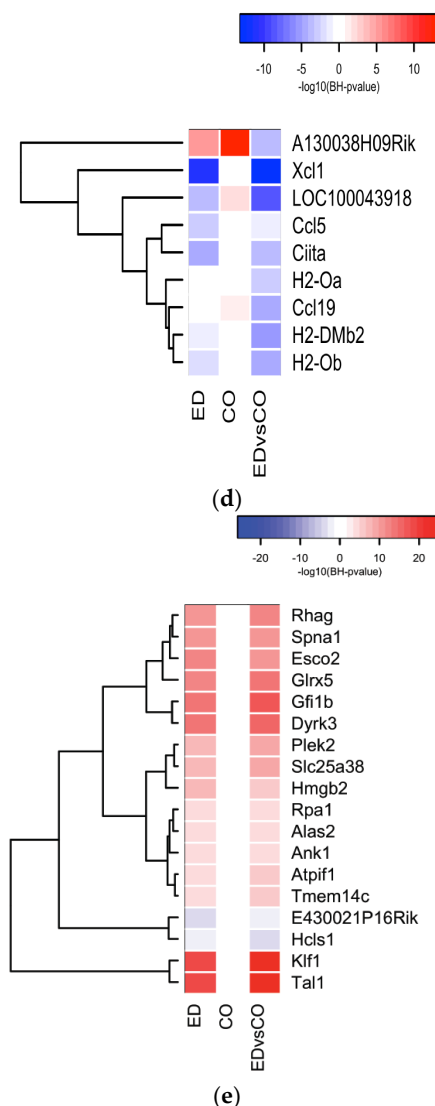 -10 -5 0 5 10
-log10(BH-pvalue)
A130038H09Rik
Xcl1
LOC100043918
Ccl5
Ciita
H2-Oa
Ccl19
H2-DMb2
H2-Ob
ED CO EDvsCO
(d)
-20 -10 0 10 20
-log10(BH-pvalue)
Rhag
Spna1
Esco2
Glrx5
Gfi1b
Dyrk3
Plek2
Slc25a38
Hmgb2
Rpa1
Alas2
Ank1
Atpif1
Tmem14c
E430021P16Rik
Hcls1
Klf1
Tal1
ED CO EDvsCO
(e)